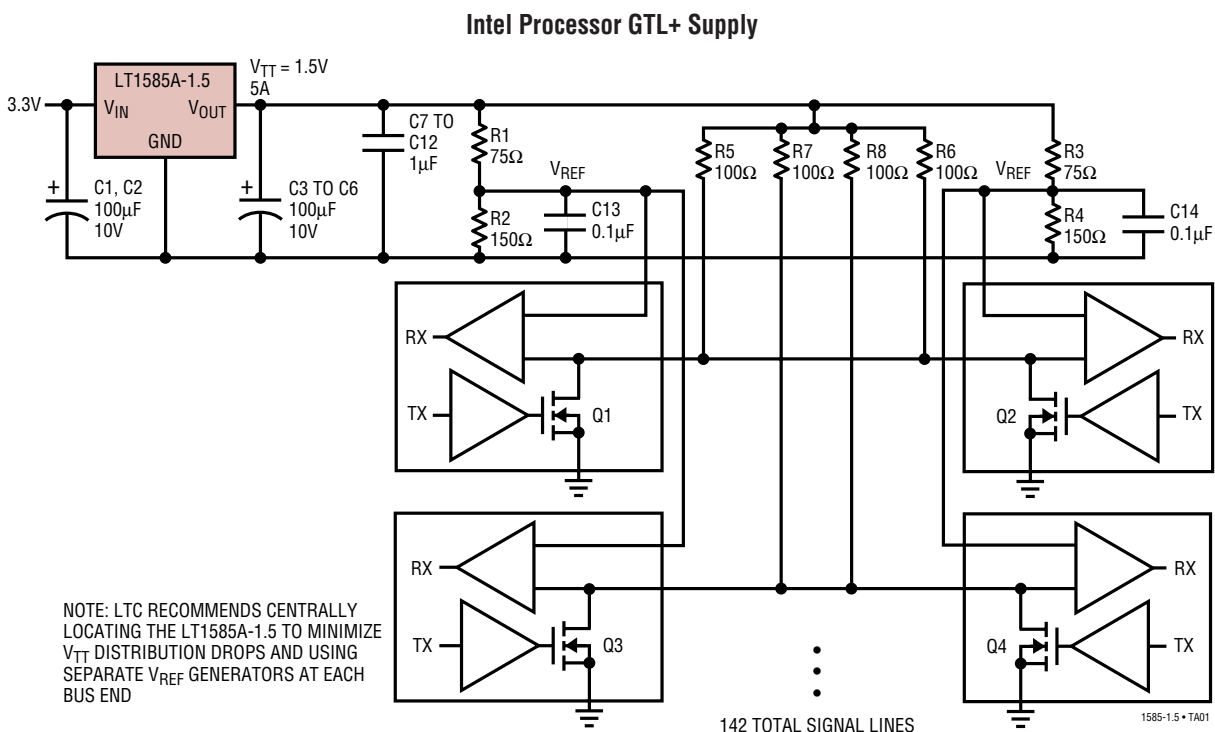 Intel Processor GTL+ Supply
LT1585A-1.5
VTT = 1.5V
5A
3.3V
VIN
VOUT
GND
+
C1, C2
100µF
10V
+
C3 TO C6
100µF
10V
C7 TO
C12
1µF
R1
75Ω
VREF
R2
150Ω
C13
0.1µF
R5
100Ω
R7
100Ω
R8
100Ω
R6
100Ω
VREF
R3
75Ω
R4
150Ω
C14
0.1µF
RX
TX
Q1
RX
Q2
TX
RX
TX
Q3
RX
Q4
TX
NOTE: LTC RECOMMENDS CENTRALLY
LOCATING THE LT1585A-1.5 TO MINIMIZE
VTT DISTRIBUTION DROPS AND USING
SEPARATE VREF GENERATORS AT EACH
BUS END
142 TOTAL SIGNAL LINES
1585-1.5 • TA01